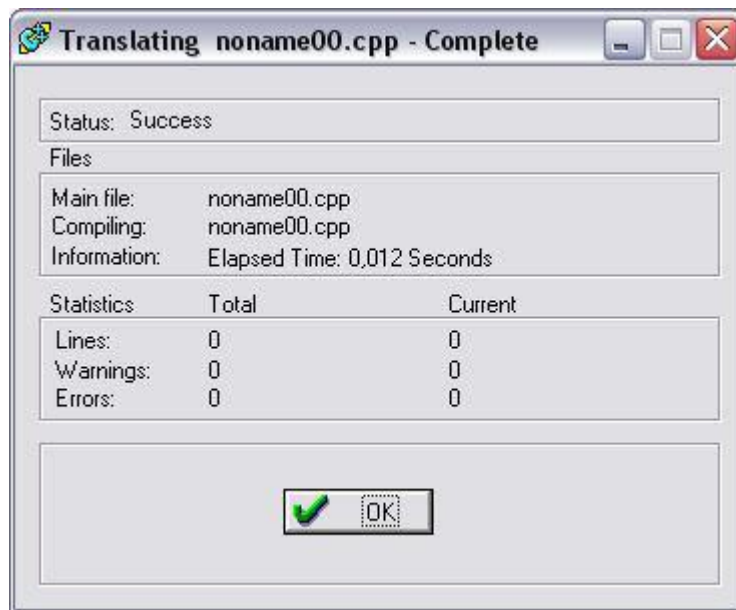 Translating noname00.cpp - Complete
Status: Success
Files
Main file: noname00.cpp
Compiling: noname00.cpp
Information: Elapsed Time: 0,012 Seconds
Statistics Total Current
Lines: 0 0
Warnings: 0 0
Errors: 0 0
OK